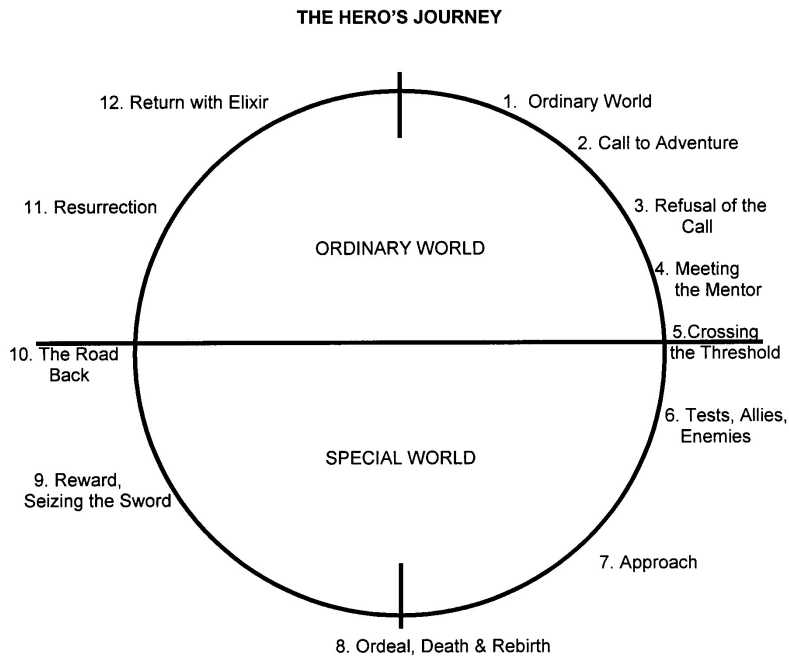 THE HERO'S JOURNEY
12. Return with Elixir
1. Ordinary World
2. Call to Adventure
11. Resurrection
3. Refusal of the
Call
ORDINARY WORLD
4. Meeting
the Mentor
5.Crossing
the Threshold
10. The Road
Back
6. Tests, Allies,
Enemies
SPECIAL WORLD
9. Reward,
Seizing the Sword
7. Approach
8. Ordeal, Death & Rebirth